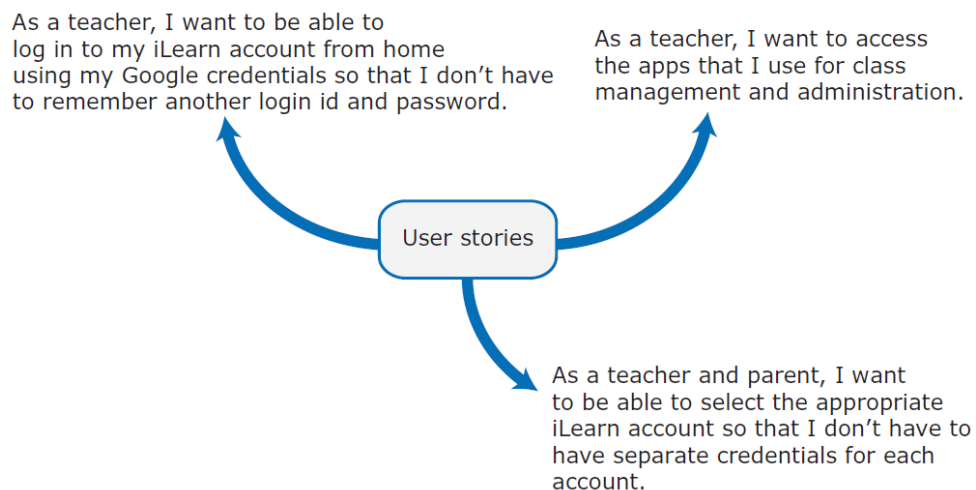 As a teacher, I want to be able to
log in to my iLearn account from home
using my Google credentials so that I don’t have
to remember another login id and password.
As a teacher, I want to access
the apps that I use for class
management and administration.
User stories
As a teacher and parent, I want
to be able to select the appropriate
iLearn account so that I don’t have to
have separate credentials for each
account.